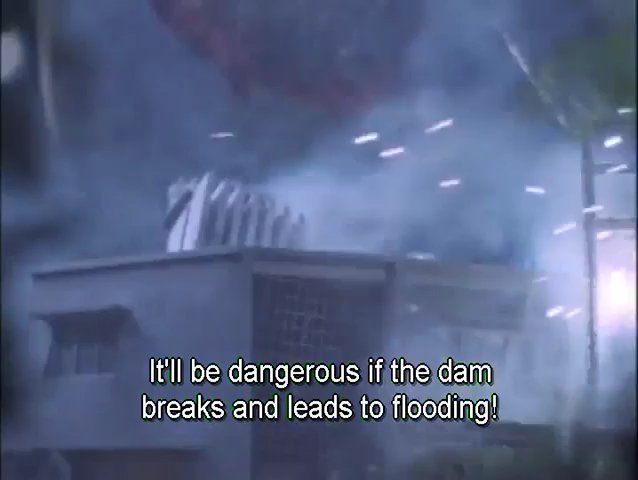 It'll be dangerous if the dam
breaks and leads to flooding!